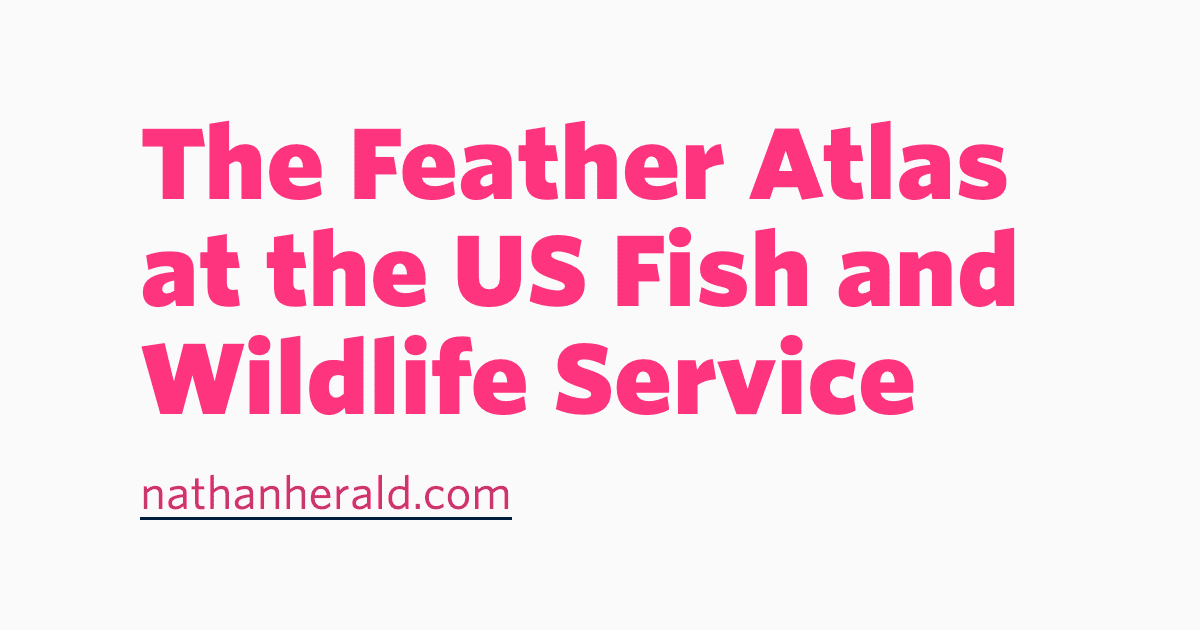 The Feather Atlas
at the US Fish and
Wildlife Service
nathanherald.com